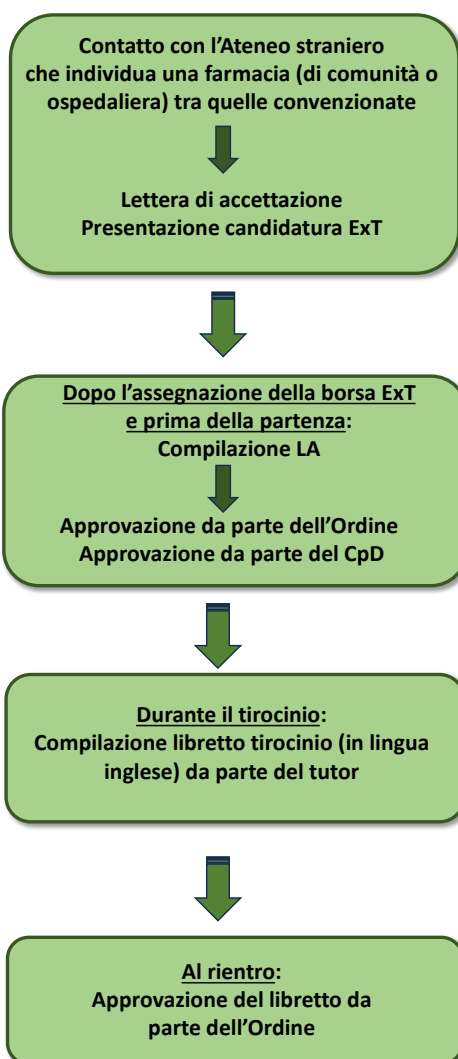 Contatto con l’Ateneo straniero
che individua una farmacia (di comunità o
ospedaliera) tra quelle convenzionate
Lettera di accettazione
Presentazione candidatura ExT
Dopo l’assegnazione della borsa ExT
e prima della partenza:
Compilazione LA
Approvazione da parte dell’Ordine
Approvazione da parte del CpD
Durante il tirocinio:
Compilazione libretto tirocinio (in lingua
inglese) da parte del tutor
Al rientro:
Approvazione del libretto da
parte dell’Ordine